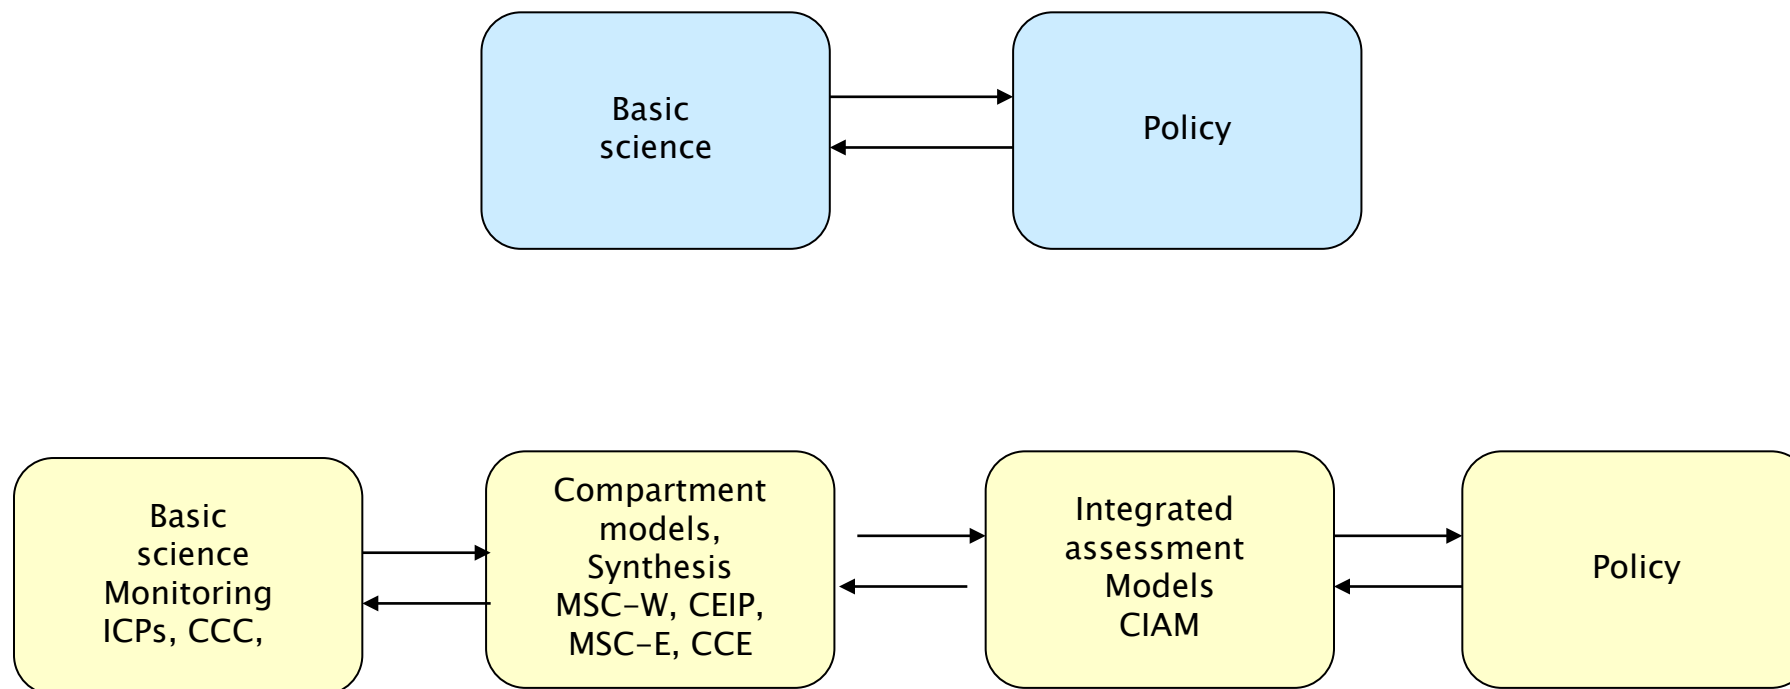 Basic
science
Policy
Basic
science
Monitoring
ICPs, CCC,
Compartment
models,
Synthesis
MSC-W, CEIP,
MSC-E, CCE
Integrated
assessment
Models
CIAM
Policy